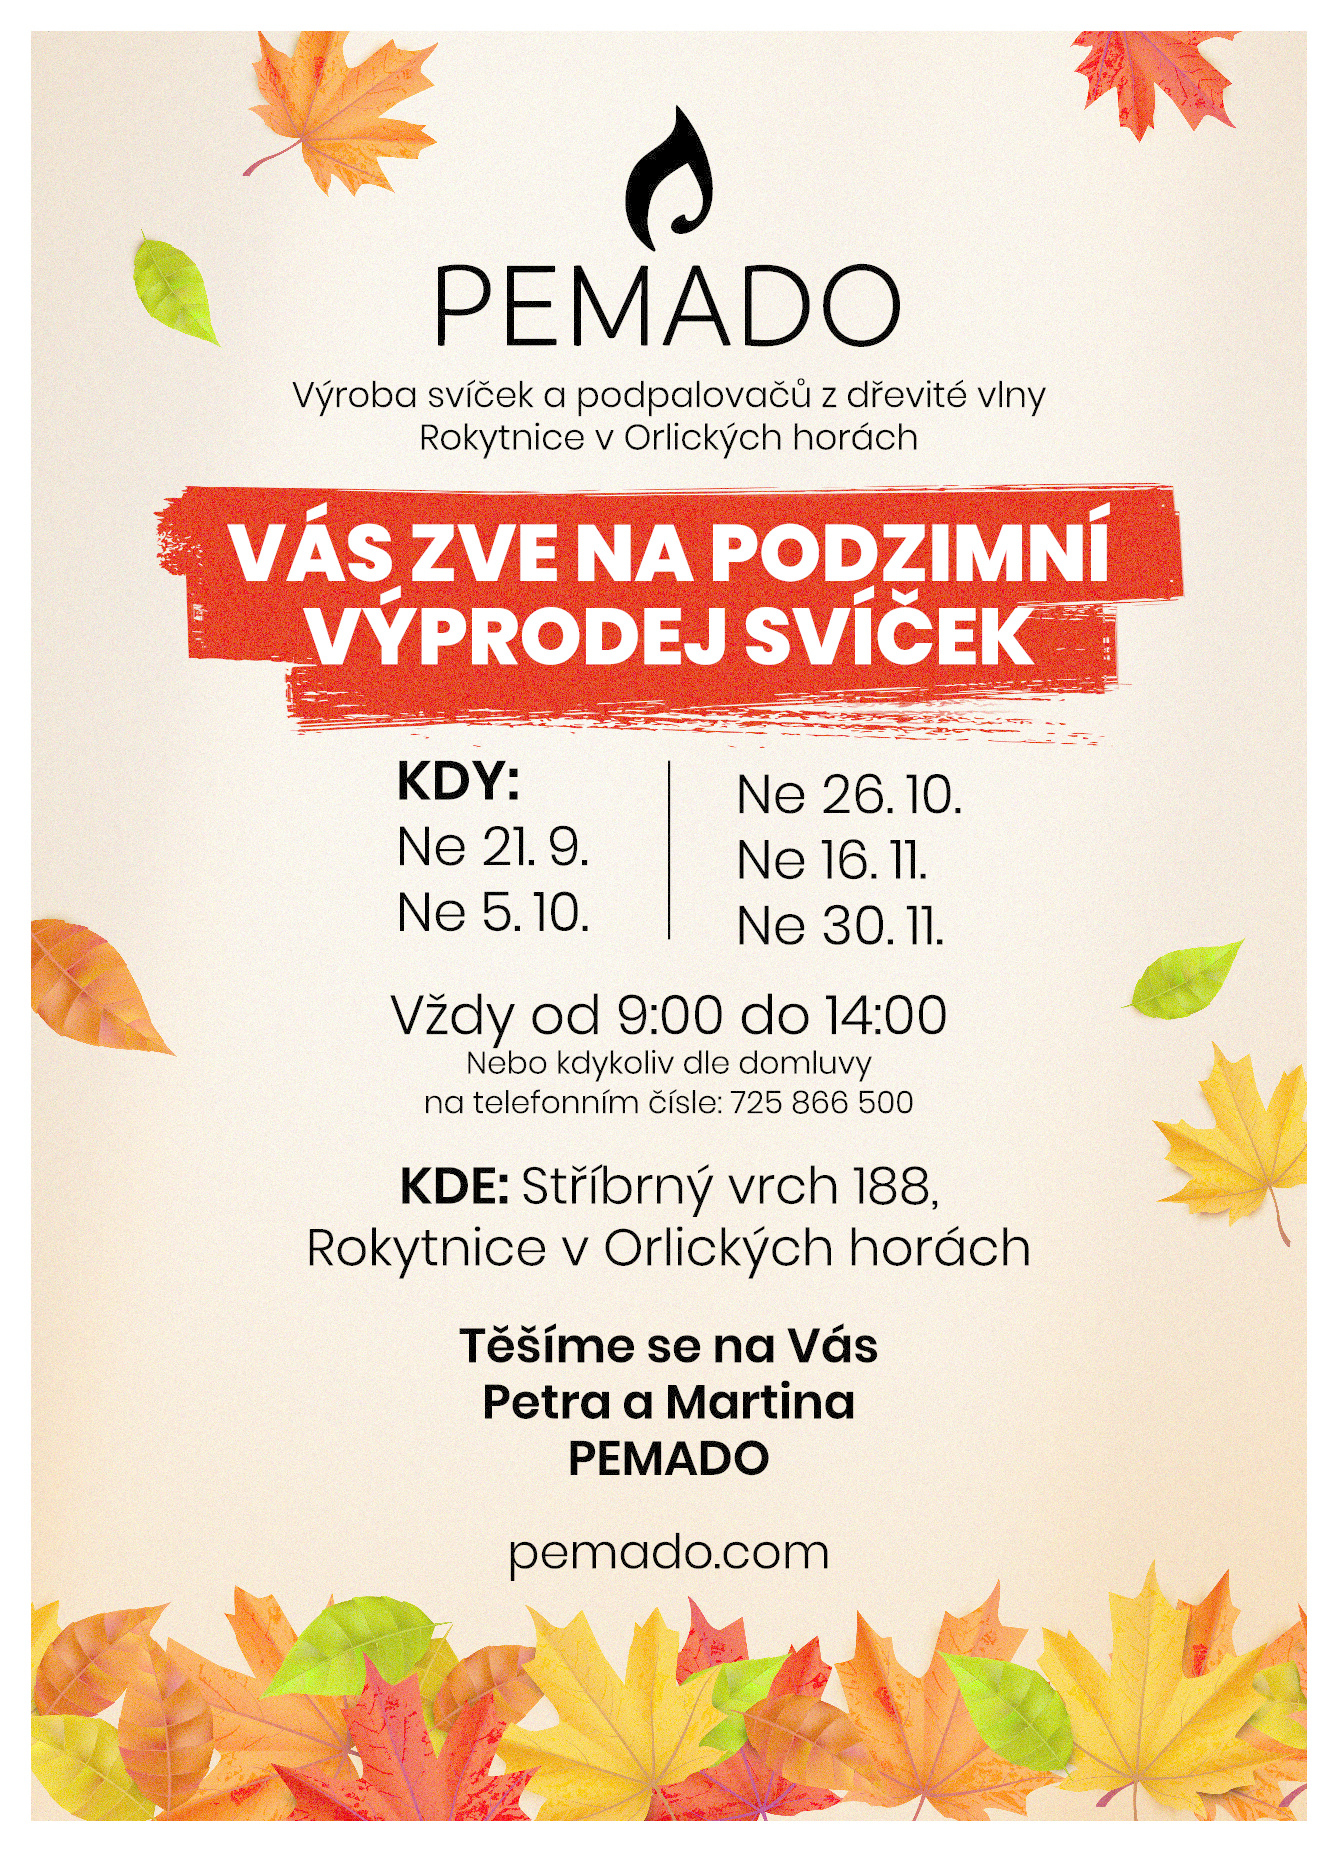 PEMADO
Výroba svíček a podpalovačů z dřevité vlny
Rokytnice v Orlických horách
VÁS ZVE NA PODZIMNÍ
VÝPRODEJ SVÍČEK
KDY:
Ne 21. 9.
Ne 5. 10.
Ne 26. 10.
Ne 16. 11.
Ne 30. 11.
Vždy od 9:00 do 14:00
Nebo kdykoliv dle domluvy
na telefonním čísle: 725 866 500
KDE: Stříbrný vrch 188,
Rokytnice v Orlických horách
Těšíme se na Vás
Petra a Martina
PEMADO
pemado.com